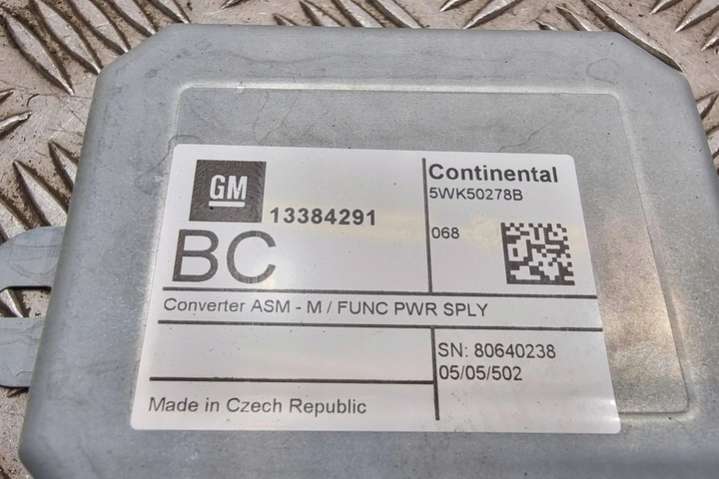 GM
13384291
BC
Continental
5WK50278B
068
Converter ASM - M / FUNC PWR SPLY
SN: 80640238
05/05/502
Made in Czech Republic